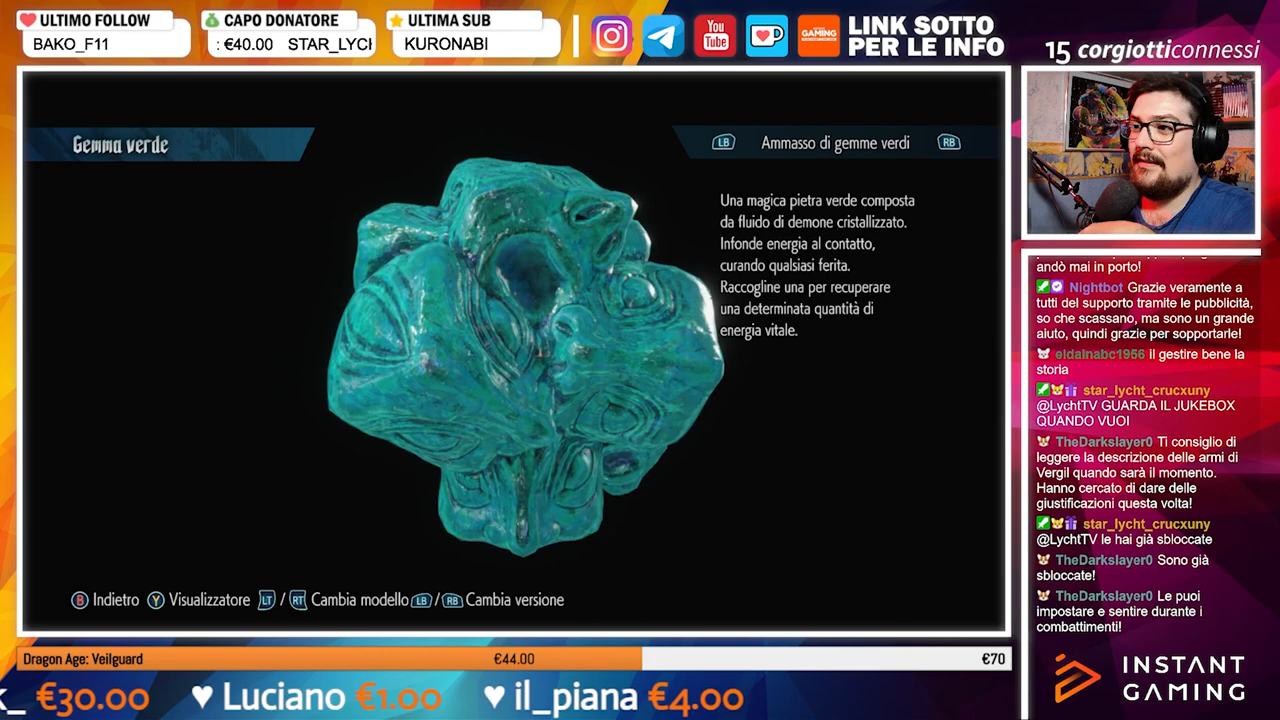 ULTIMO FOLLOW
BAKO_F11
CAPO DONATORE
: €40.00 STAR_LYCH
ULTIMA SUB
KURONABI
You
Tube
INSTANT
GAMING
LINK SOTTO
PER LE INFO
15 corgiotticonnessi
Gemma verde
LB Ammasso di gemme verdi RB
Una magica pietra verde composta
da fluido di demone cristallizzato.
Infonde energia al contatto,
curando qualsiasi ferita.
Raccogline una per recuperare
una determinata quantità di
energia vitale.
B Indietro Y Visualizzatore LT / RT Cambia modello LB / RB Cambia versione
andò mai in porto!
Nightbot Grazie veramente a
tutti del supporto tramite le pubblicità,
so che scassano, ma sono un grande
aiuto, quindi grazie per sopportarle!
eldainabc1956 il gestire bene la
storia
star_lycht_crucxuny
@LychtTV GUARDA IL JUKEBOX
QUANDO VUOI
TheDarkslayer0 Ti consiglio di
leggere la descrizione delle armi di
Vergil quando sarà il momento.
Hanno cercato di dare delle
giustificazioni questa volta!
star_lycht_crucxuny
@LychtTV le hai già sbloccate
TheDarkslayer0 Sono già
sbloccate!
TheDarkslayer0 Le puoi
impostare e sentire durante i
combattimenti!
Dragon Age: Veilguard €44.00 €70
k_ €30.00 ♥ Luciano €1.00 ♥ il_piana €4.00
INSTANT
GAMING